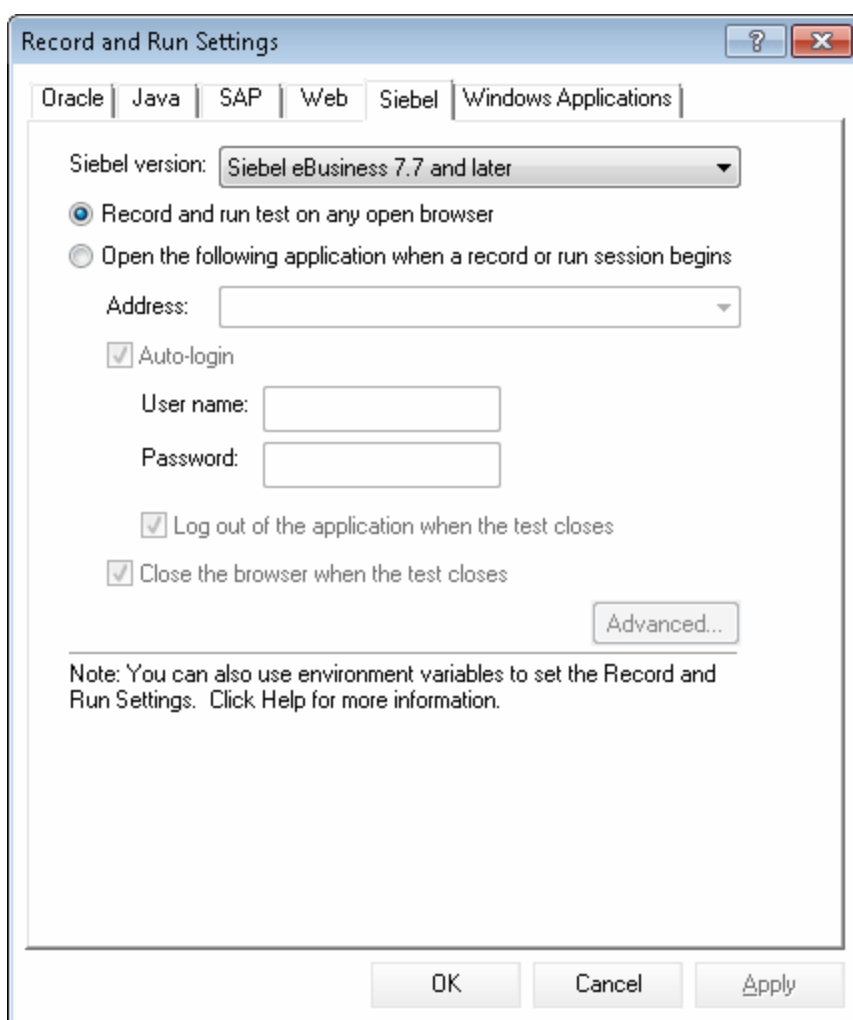 Record and Run Settings
Oracle Java SAP Web Siebel Windows Applications
Siebel version: Siebel eBusiness 7.7 and later
Record and run test on any open browser
Open the following application when a record or run session begins
Address:
Auto-login
User name:
Password:
Log out of the application when the test closes
Close the browser when the test closes
Advanced...
Note: You can also use environment variables to set the Record and
Run Settings. Click Help for more information.
OK Cancel Apply